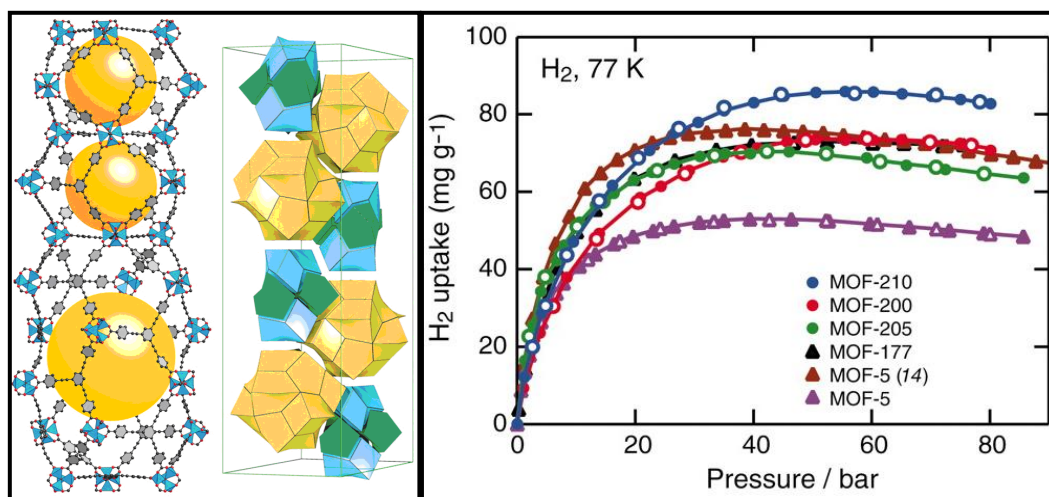 H₂, 77 K
H₂ uptake (mg g⁻¹)
100
80
60
40
20
0
MOF-210
MOF-200
MOF-205
MOF-177
MOF-5 (14)
MOF-5
0 20 40 60 80
Pressure / bar